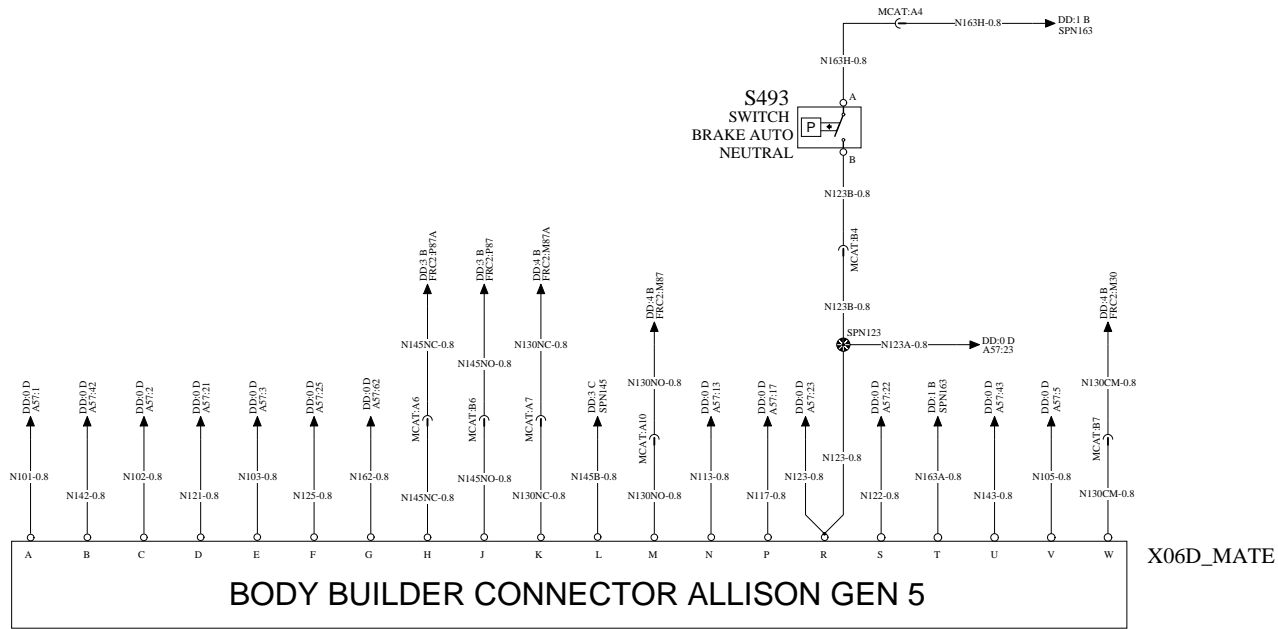 MCAT:A4
N163H-0.8
DD:1 B
SPN163
N163H-0.8
S493
SWITCH
BRAKE AUTO
NEUTRAL
A
P
B
N123B-0.8
MCAT:B4
N123B-0.8
SPN123
N123A-0.8
DD:0 D
A57:23
DD:3 B
FRC2:P87A
DD:3 B
FRC2:P87
DD:4 B
FRC2:M87A
DD:4 B
FRC2:M87
DD:4 B
FRC2:M30
N145NC-0.8
N145NO-0.8
N130NC-0.8
N130NO-0.8
N130CM-0.8
DD:0 D
A57:1
DD:0 D
A57:42
DD:0 D
A57:2
DD:0 D
A57:21
DD:0 D
A57:3
DD:0 D
A57:25
DD:0 D
A57:62
MCAT:A6
MCAT:B6
MCAT:A7
DD:3 C
SPN145
MCAT:A10
DD:0 D
A57:13
DD:0 D
A57:17
DD:0 D
A57:23
DD:0 D
A57:22
DD:1 B
SPN163
DD:0 D
A57:43
DD:0 D
A57:5
MCAT:B7
N101-0.8
N142-0.8
N102-0.8
N121-0.8
N103-0.8
N125-0.8
N162-0.8
N145NC-0.8
N145NO-0.8
N130NC-0.8
N145B-0.8
N130NO-0.8
N113-0.8
N117-0.8
N123-0.8
N123-0.8
N122-0.8
N163A-0.8
N143-0.8
N105-0.8
N130CM-0.8
A B C D E F G H J K L M N P R S T U V W
X06D_MATE
BODY BUILDER CONNECTOR ALLISON GEN 5